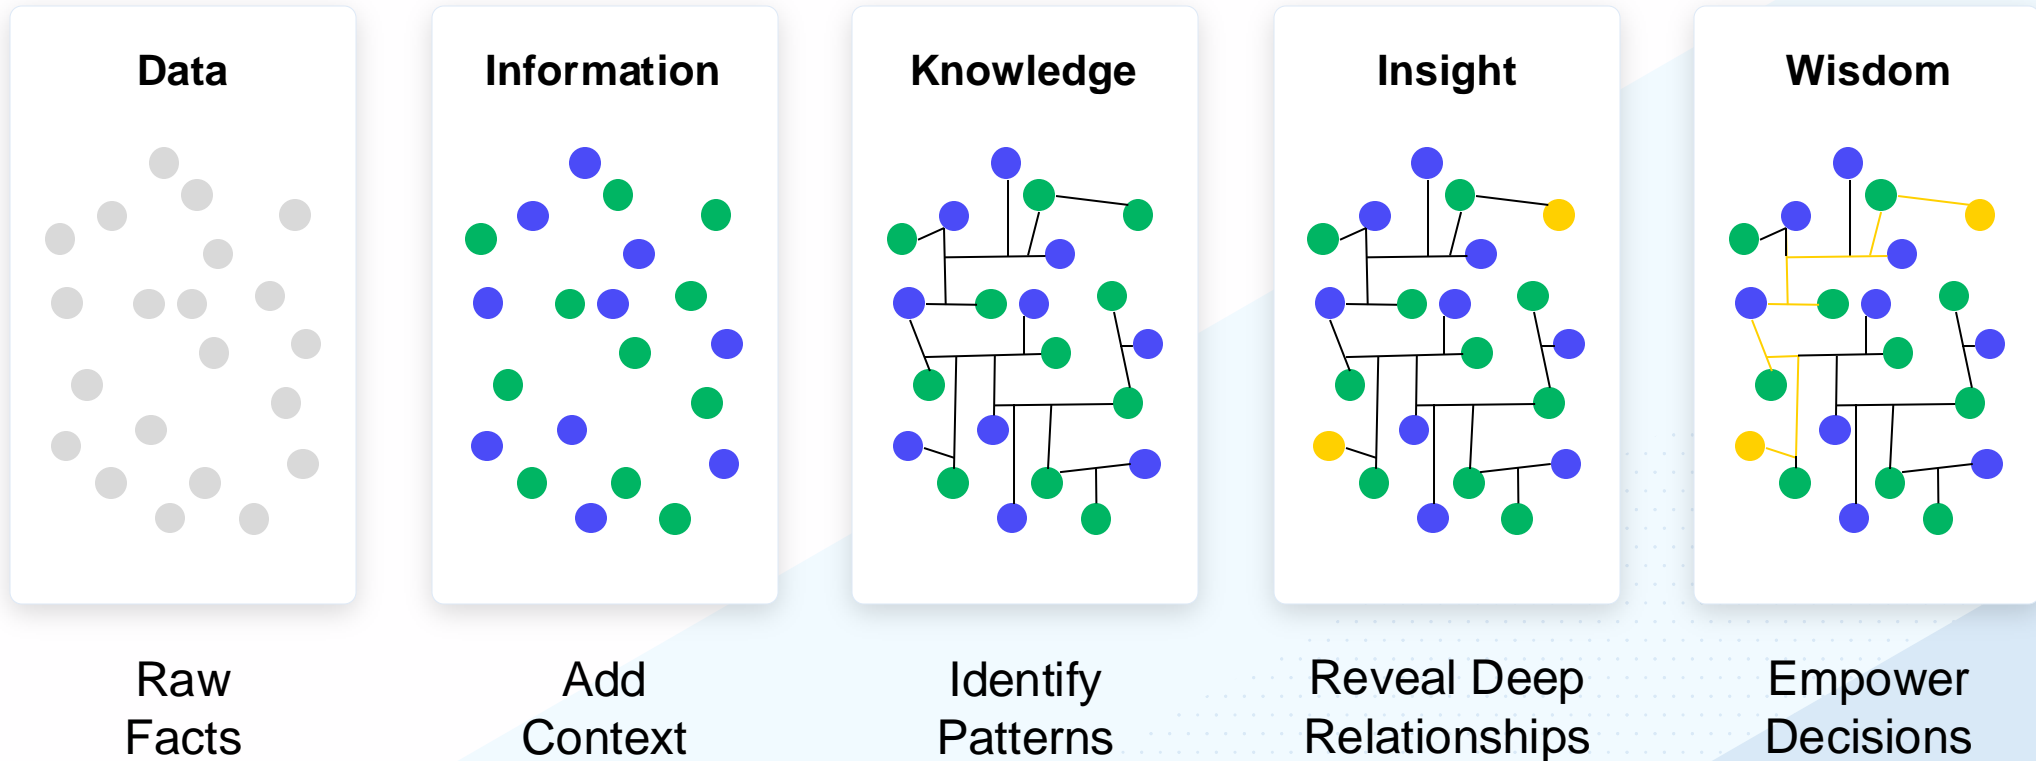 Data
Information
Knowledge
Insight
Wisdom
Raw
Facts
Add
Context
Identify
Patterns
Reveal Deep
Relationships
Empower
Decisions